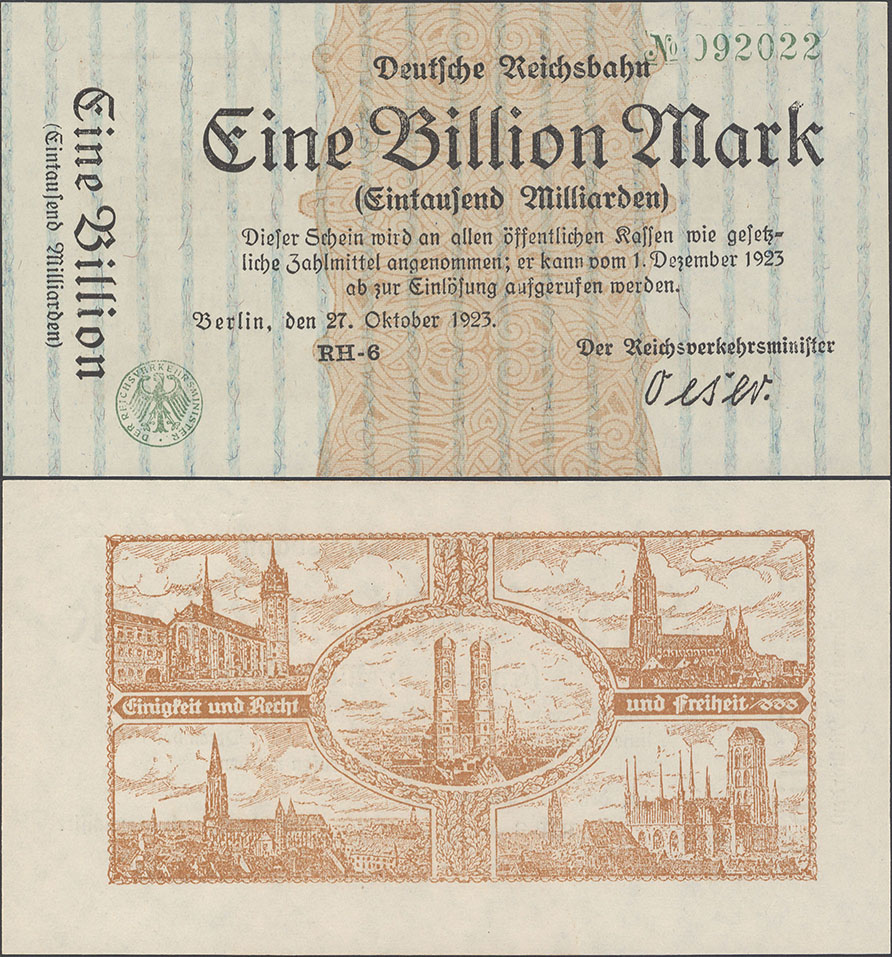 № 092022
Deutsche Reichsbahn
Eine Billion Mark
(Eintausend Milliarden)
Dieser Schein wird an allen öffentlichen Kassen wie gesetz-
liche Zahlmittel angenommen; er kann vom 1. Dezember 1923
ab zur Einlösung aufgerufen werden.
Berlin, den 27. Oktober 1923.
RH-6
Der Reichsverkehrsminister
Oeser.
Eine Billion
(Eintausend Milliarden)
DER REICHSVERKEHRSMINISTER
Einigkeit und Recht
und Freiheit